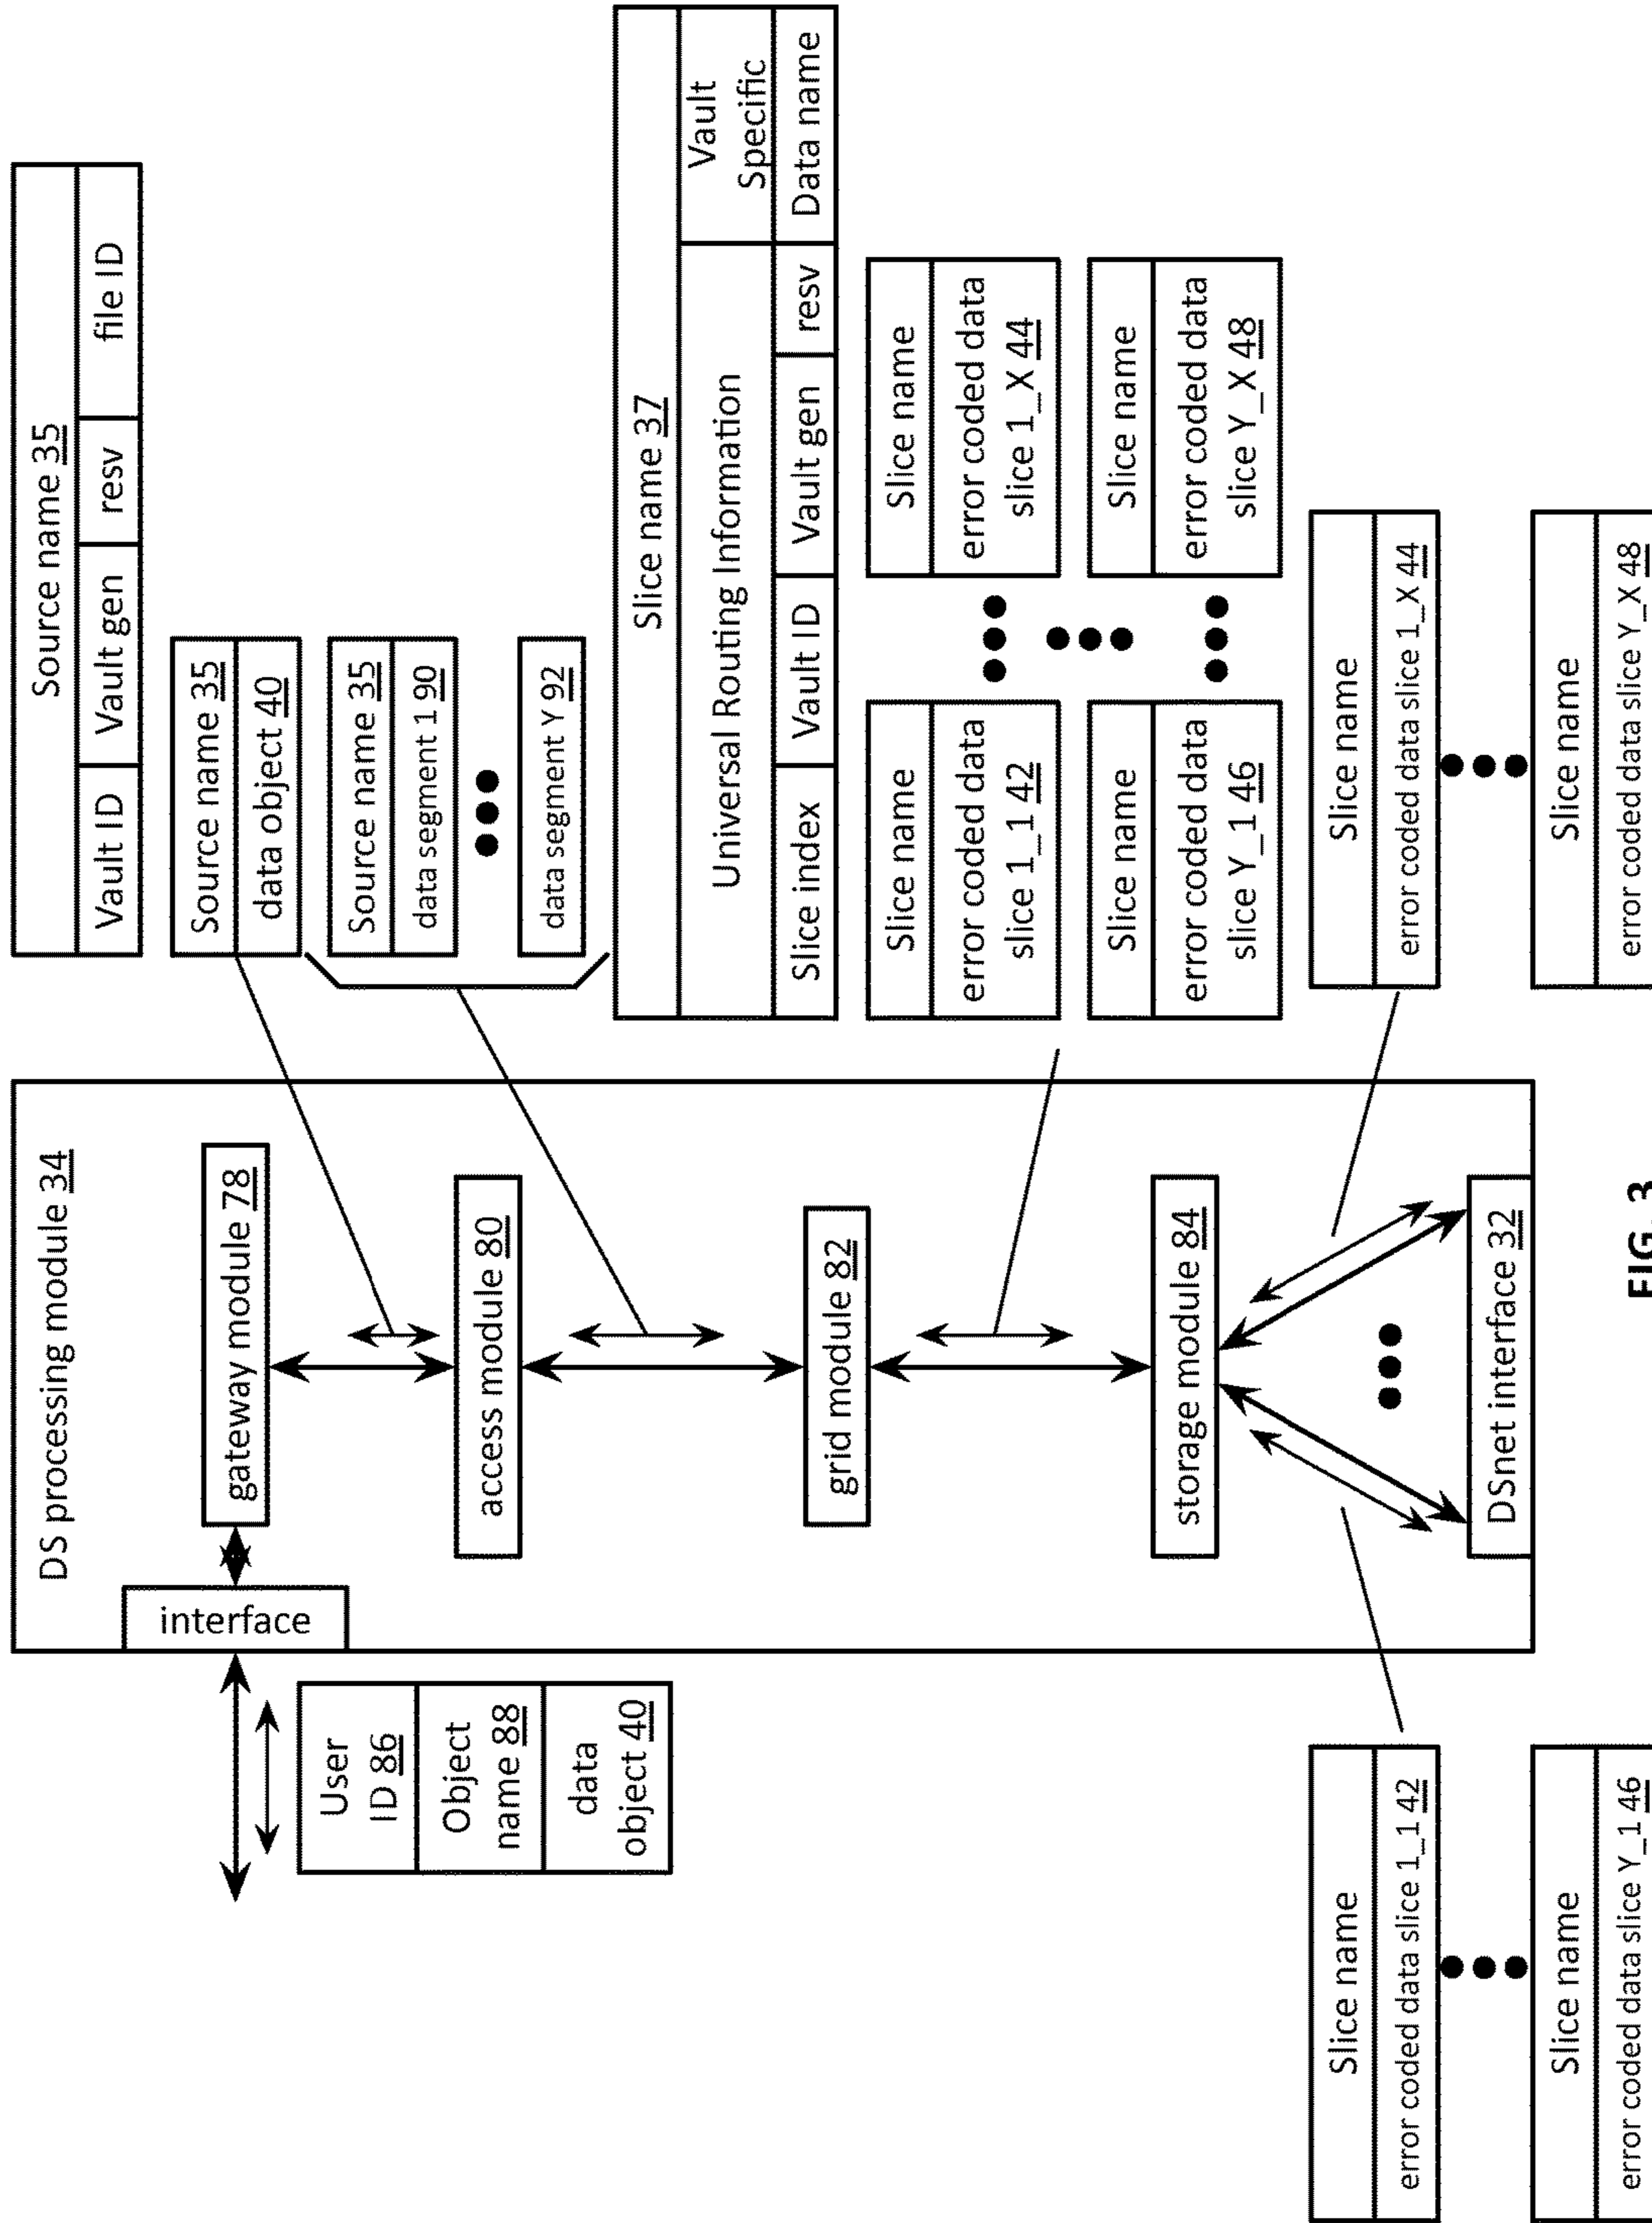 DS processing module 34
interface
gateway module 78
access module 80
grid module 82
storage module 84
DSnet interface 32
User
ID 86
Object
name 88
data
object 40
Source name 35
Vault ID
Vault gen
resv
file ID
Source name 35
data object 40
Source name 35
data segment 1 90
data segment Y 92
Slice name 37
Universal Routing Information
Vault
Specific
Slice index
Vault ID
Vault gen
resv
Data name
Slice name
error coded data
slice 1_1 42
Slice name
error coded data
slice 1_X 44
Slice name
error coded data
slice Y_1 46
Slice name
error coded data
slice Y_X 48
Slice name
error coded data slice 1_1 42
Slice name
error coded data slice Y_1 46
Slice name
error coded data slice 1_X 44
Slice name
error coded data slice Y_X 48
FIG. 3